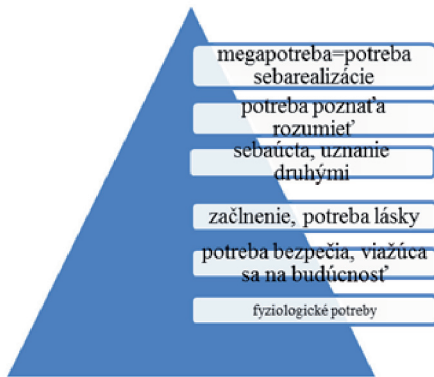 megapotreba=potreba
sebarealizácie
potreba poznaťa
rozumieť
sebaúcta, uznanie
druhými
začlnenie, potreba lásky
potreba bezpečia, viažúca
sa na budúcnosť
fyziologické potreby